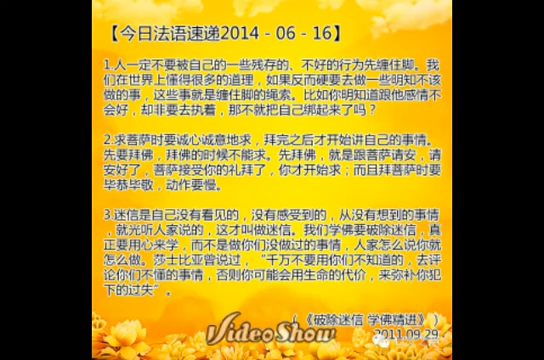 【今日法语速递2014－06－16】
1.人一定不要被自己的一些残存的、不好的行为先缠住脚。我
们在世界上懂得很多的道理，如果反而硬要去做一些明知不该
做的事，这些事就是缠住脚的绳索。比如你明知道跟他感情不
会好，却非要去执着，那不就把自己绑起来了吗？
2.求菩萨时要诚心诚意地求，拜完之后才开始讲自己的事情。
先要拜佛，拜佛的时候不能求。先拜佛，就是跟菩萨请安，请
安好了，菩萨接受你的礼拜了，你才开始求；而且拜菩萨时要
毕恭毕敬，动作要慢。
3.迷信是自己没有看见的，没有感受到的，从没有想到的事情
，就光听人家说的，这才叫做迷信。我们学佛要破除迷信，真
正要用心来学，而不是做你们没做过的事情，人家怎么说你就
怎么做。莎士比亚曾说过，“千万不要用你们不知道的，去评
论你们不懂的事情，否则你可能会用生命的代价，来弥补你犯
下的过失”。
（《破除迷信 学佛精进》）
2011.09.29
VideoShow